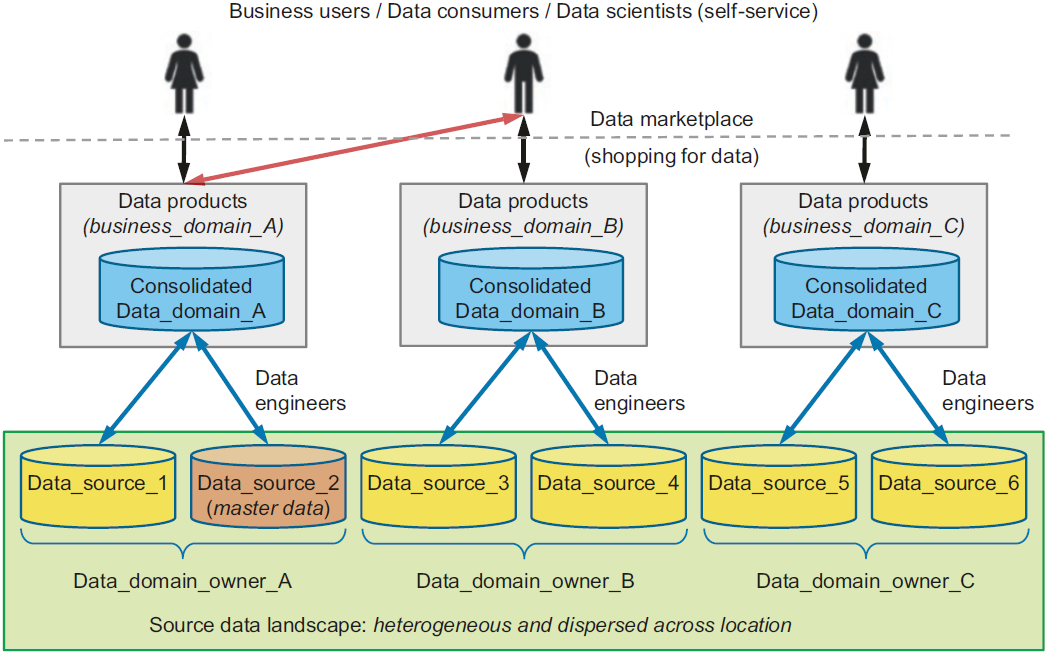 Business users / Data consumers / Data scientists (self-service)
Data marketplace
(shopping for data)
Data products
(business_domain_A)
Consolidated
Data_domain_A
Data products
(business_domain_B)
Consolidated
Data_domain_B
Data products
(business_domain_C)
Consolidated
Data_domain_C
Data
engineers
Data
engineers
Data
engineers
Data_source_1
Data_source_2
(master data)
Data_source_3
Data_source_4
Data_source_5
Data_source_6
Data_domain_owner_A
Data_domain_owner_B
Data_domain_owner_C
Source data landscape: heterogeneous and dispersed across location